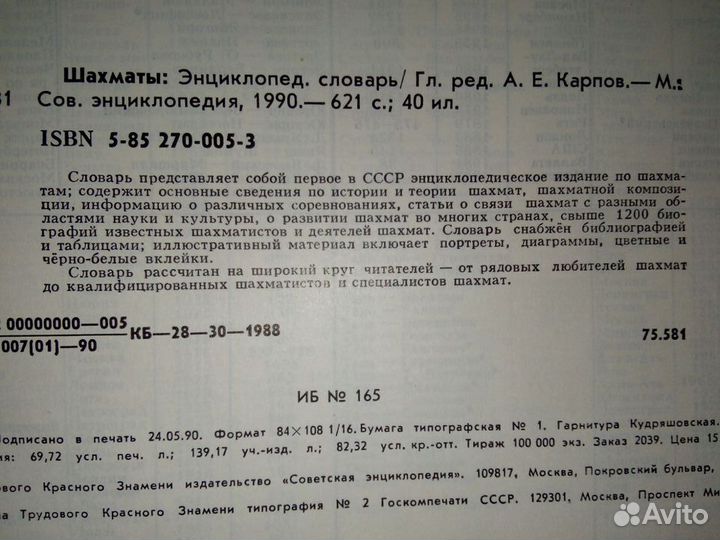 Шахматы: Энциклопед. словарь/ Гл. ред. А. Е. Карпов.— М.:
Сов. энциклопедия, 1990.— 621 с.; 40 ил.
ISBN 5-85 270-005-3
Словарь представляет собой первое в СССР энциклопедическое издание по шахма-
там; содержит основные сведения по истории и теории шахмат, шахматной компози-
ции, информацию о различных соревнованиях, статьи о связи шахмат с разными об-
ластями науки и культуры, о развитии шахмат во многих странах, свыше 1200 био-
графий известных шахматистов и деятелей шахмат. Словарь снабжён библиографией
и таблицами; иллюстративный материал включает портреты, диаграммы, цветные и
чёрно-белые вклейки.
Словарь рассчитан на широкий круг читателей — от рядовых любителей шахмат
до квалифицированных шахматистов и специалистов шахмат.
00000000—005
007(01)—90
КБ—28—30—1988
75.581
ИБ № 165
Подписано в печать 24.05.90. Формат 84×108 1/16. Бумага типографская № 1. Гарнитура Кудряшовская.
69,72 усл. печ. л.; 139,17 уч.-изд. л.; 82,32 усл. кр.-отт. Тираж 100 000 экз. Заказ 2039. Цена 15
Красного Знамени издательство «Советская энциклопедия». 109817, Москва, Покровский бульвар,
Трудового Красного Знамени типография № 2 Госкомпечати СССР. 129301, Москва, Проспект
Avito